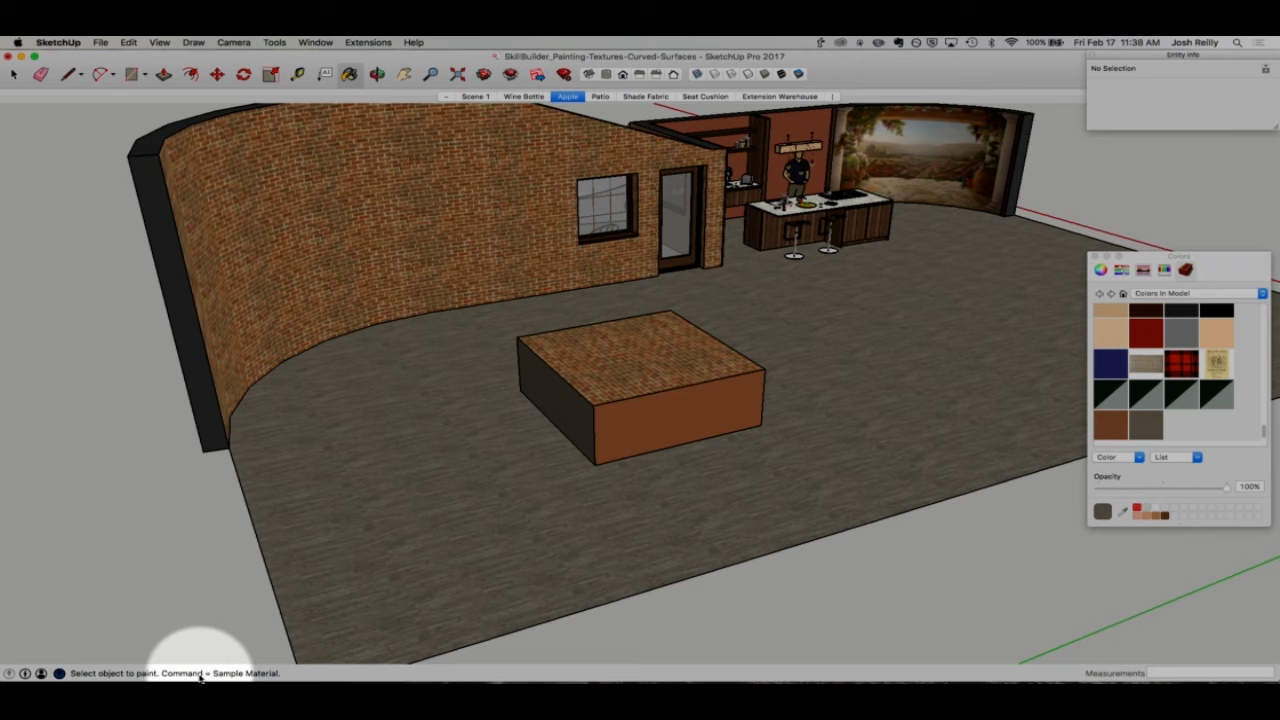 SketchUp File Edit View Draw Camera Tools Window Extensions Help 100% Fri Feb 17 11:38 AM Josh Reilly
SkillBuilder_Painting-Textures-Curved-Surfaces - SketchUp Pro 2017
Entity Info
No Selection
Scene 1 Wine Bottle Apple Patio Shade Fabric Seat Cushion Extension Warehouse
Colors
Colors In Model
Color List
Opacity
100%
Select object to paint. Command = Sample Material.
Measurements